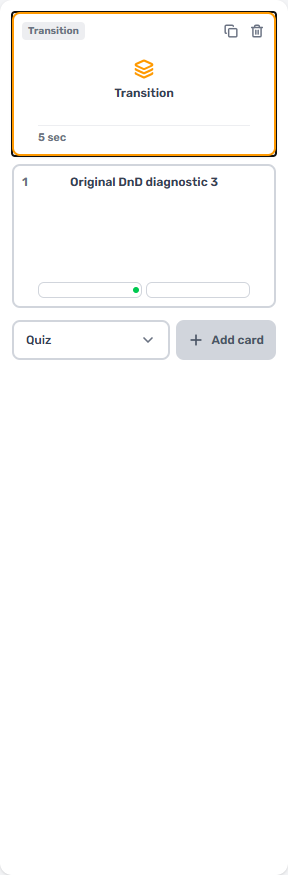 Transition
Transition
5 sec
1 Original DnD diagnostic 3
Quiz
Add card